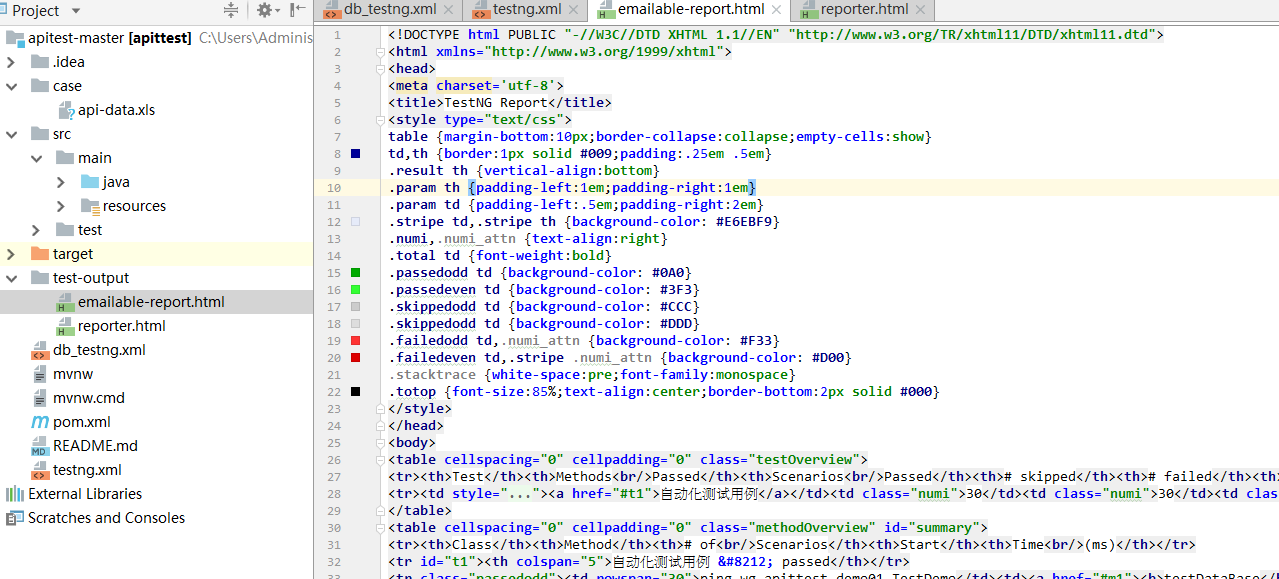 Project
apitest-master [apittest] C:\Users\Adminis
.idea
case
api-data.xls
src
main
java
resources
test
target
test-output
emailable-report.html
reporter.html
db_testng.xml
mvnw
mvnw.cmd
pom.xml
README.md
testng.xml
External Libraries
Scratches and Consoles
db_testng.xml testng.xml emailable-report.html reporter.html
1 <!DOCTYPE html PUBLIC "-//W3C//DTD XHTML 1.1//EN" "http://www.w3.org/TR/xhtml11/DTD/xhtml11.dtd">
2 <html xmlns="http://www.w3.org/1999/xhtml">
3 <head>
4 <meta charset='utf-8'>
5 <title>TestNG Report</title>
6 <style type="text/css">
7 table {margin-bottom:10px;border-collapse:collapse;empty-cells:show}
8 td,th {border:1px solid #009;padding:.25em .5em}
9 .result th {vertical-align:bottom}
10 .param th {padding-left:1em;padding-right:1em}
11 .param td {padding-left:.5em;padding-right:2em}
12 .stripe td,.stripe th {background-color: #E6EBF9}
13 .numi,.numi_attn {text-align:right}
14 .total td {font-weight:bold}
15 .passedodd td {background-color: #0A0}
16 .passedeven td {background-color: #3F3}
17 .skippedodd td {background-color: #CCC}
18 .skippedodd td {background-color: #DDD}
19 .failedodd td,.numi_attn {background-color: #F33}
20 .failedeven td,.stripe .numi_attn {background-color: #D00}
21 .stacktrace {white-space:pre;font-family:monospace}
22 .totop {font-size:85%;text-align:center;border-bottom:2px solid #000}
23 </style>
24 </head>
25 <body>
26 <table cellspacing="0" cellpadding="0" class="testOverview">
27 <tr><th>Test</th><th>Methods<br/>Passed</th><th>Scenarios<br/>Passed</th><th># skipped</th><th># failed</th><th>
28 <tr><td style="..."><a href="#t1">自动化测试用例</a></td><td class="numi">30</td><td class="numi">30</td><td clas
29 </table>
30 <table cellspacing="0" cellpadding="0" class="methodOverview" id="summary">
31 <tr><th>Class</th><th>Method</th><th># of<br/>Scenarios</th><th>Start</th><th>Time<br/>(ms)</th></tr>
32 <tr id="t1"><th colspan="5">自动化测试用例 &#8212; passed</th></tr>